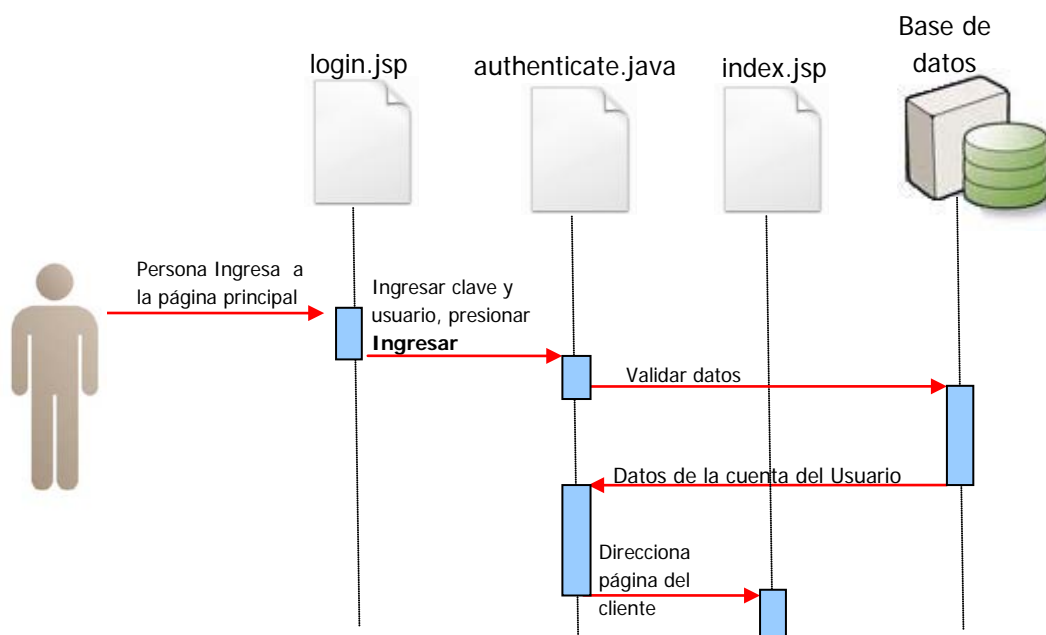 Base de
datos
login.jsp
authenticate.java
index.jsp
Persona Ingresa a
la página principal
Ingresar clave y
usuario, presionar
Ingresar
Validar datos
Datos de la cuenta del Usuario
Direcciona
página del
cliente